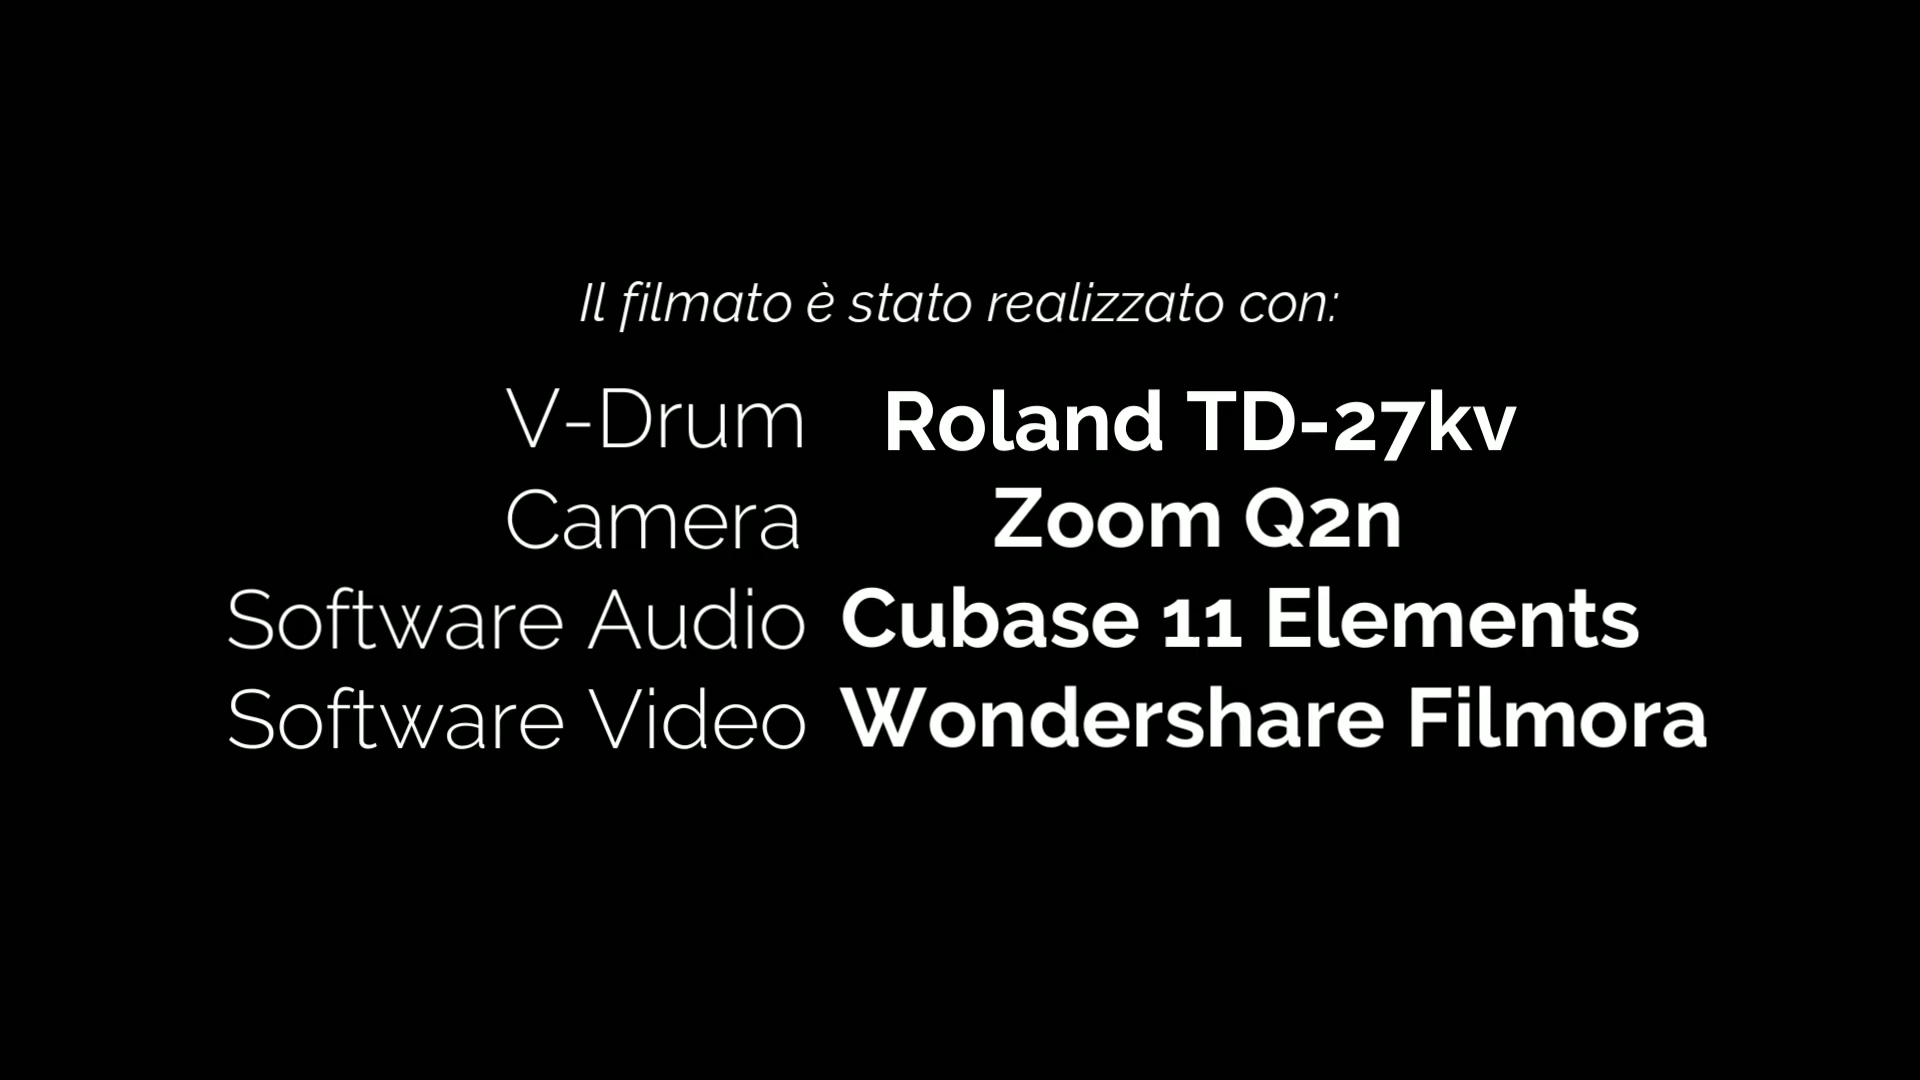 Il filmato è stato realizzato con:
V-Drum Roland TD-27kv
Camera Zoom Q2n
Software Audio Cubase 11 Elements
Software Video Wondershare Filmora